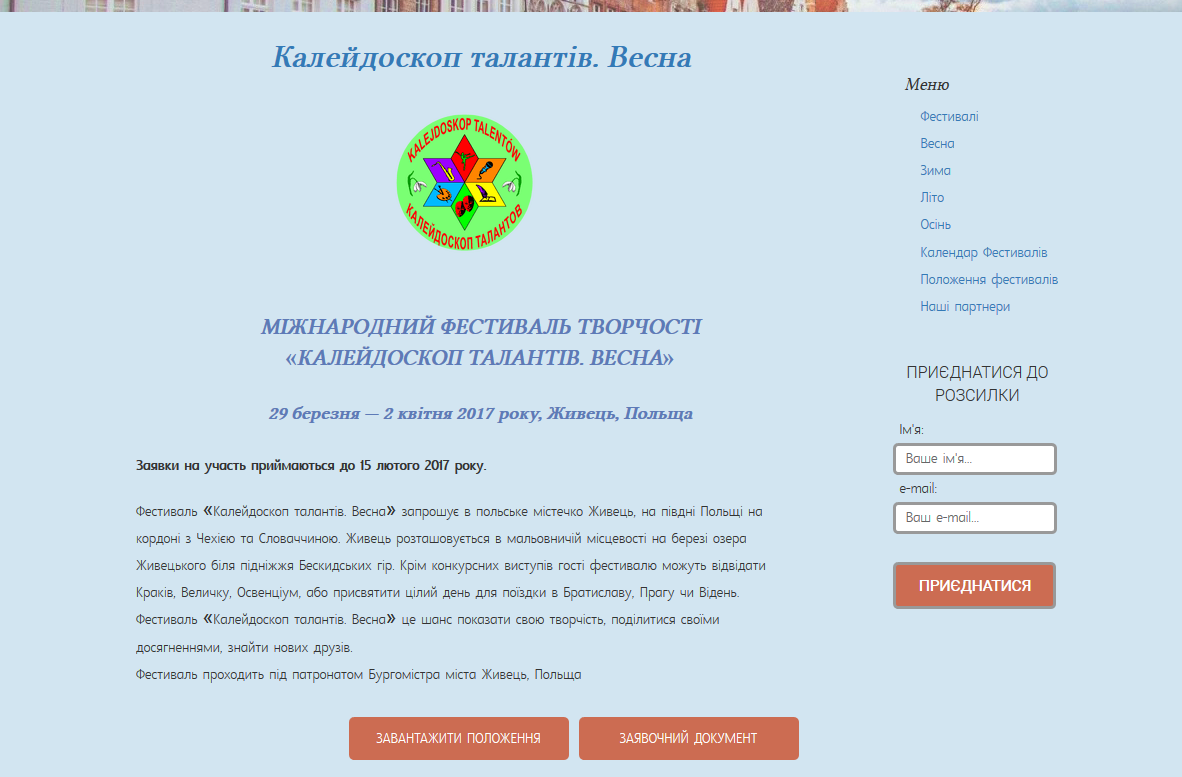 Калейдоскоп талантів. Весна
KALEJDOSKOP TALENTÓW
КАЛЕЙДОСКОП ТАЛАНТОВ
МІЖНАРОДНИЙ ФЕСТИВАЛЬ ТВОРЧОСТІ
«КАЛЕЙДОСКОП ТАЛАНТІВ. ВЕСНА»
29 березня — 2 квітня 2017 року, Живець, Польща
Заявки на участь приймаються до 15 лютого 2017 року.
Фестиваль «Калейдоскоп талантів. Весна» запрошує в польське містечко Живець, на півдні Польщі на
кордоні з Чехією та Словаччиною. Живець розташовується в мальовничій місцевості на березі озера
Живецького біля підніжжя Бескидських гір. Крім конкурсних виступів гості фестивалю можуть відвідати
Краків, Величку, Освенціум, або присвятити цілий день для поїздки в Братиславу, Прагу чи Відень.
Фестиваль «Калейдоскоп талантів. Весна» це шанс показати свою творчість, поділитися своїми
досягненнями, знайти нових друзів.
Фестиваль проходить під патронатом Бургомістра міста Живець, Польща
ЗАВАНТАЖИТИ ПОЛОЖЕННЯ
ЗАЯВОЧНИЙ ДОКУМЕНТ
Меню
Фестивалі
Весна
Зима
Літо
Осінь
Календар Фестивалів
Положення фестивалів
Наші партнери
ПРИЄДНАТИСЯ ДО
РОЗСИЛКИ
Ім'я:
Ваше ім'я...
e-mail:
Ваш e-mail...
ПРИЄДНАТИСЯ